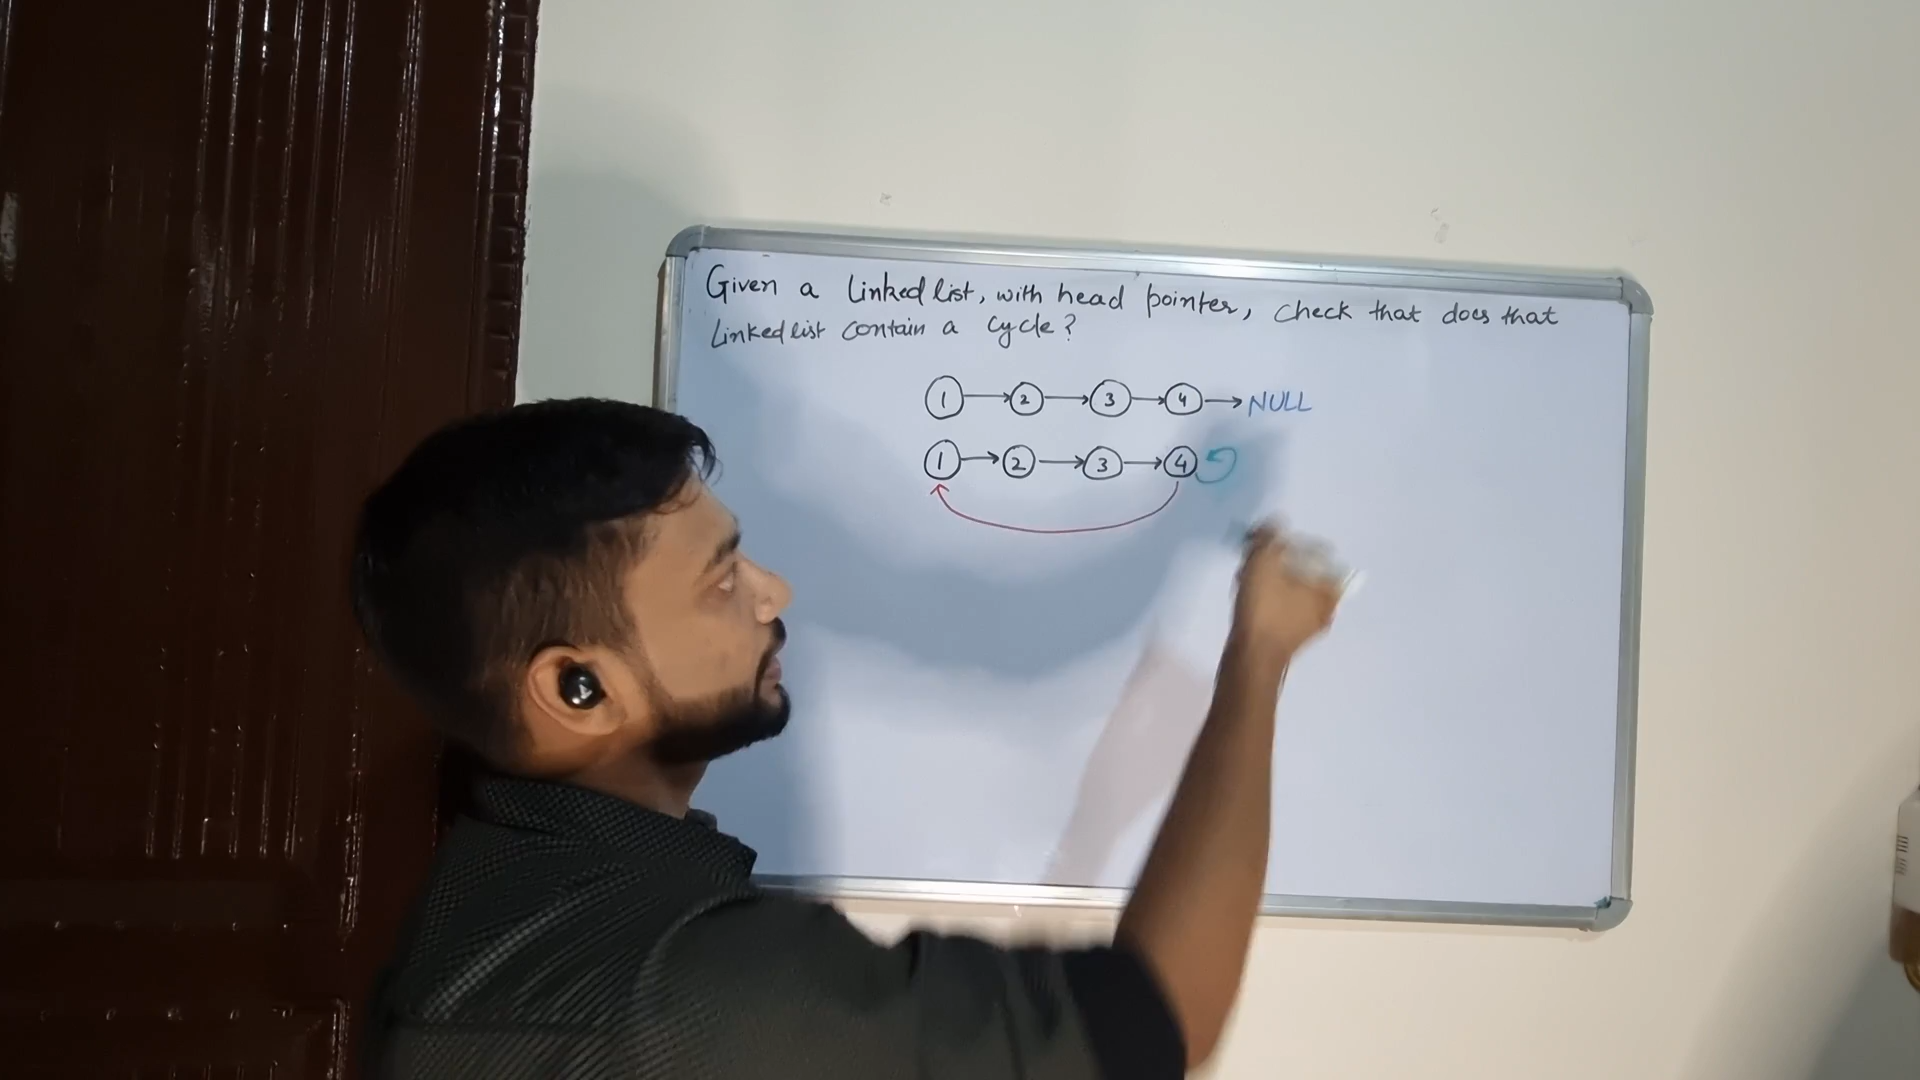 Given a Linked list, with head pointer, check that does that
Linked list contain a cycle?
1 → 2 → 3 → 4 → NULL
1 → 2 → 3 → 4